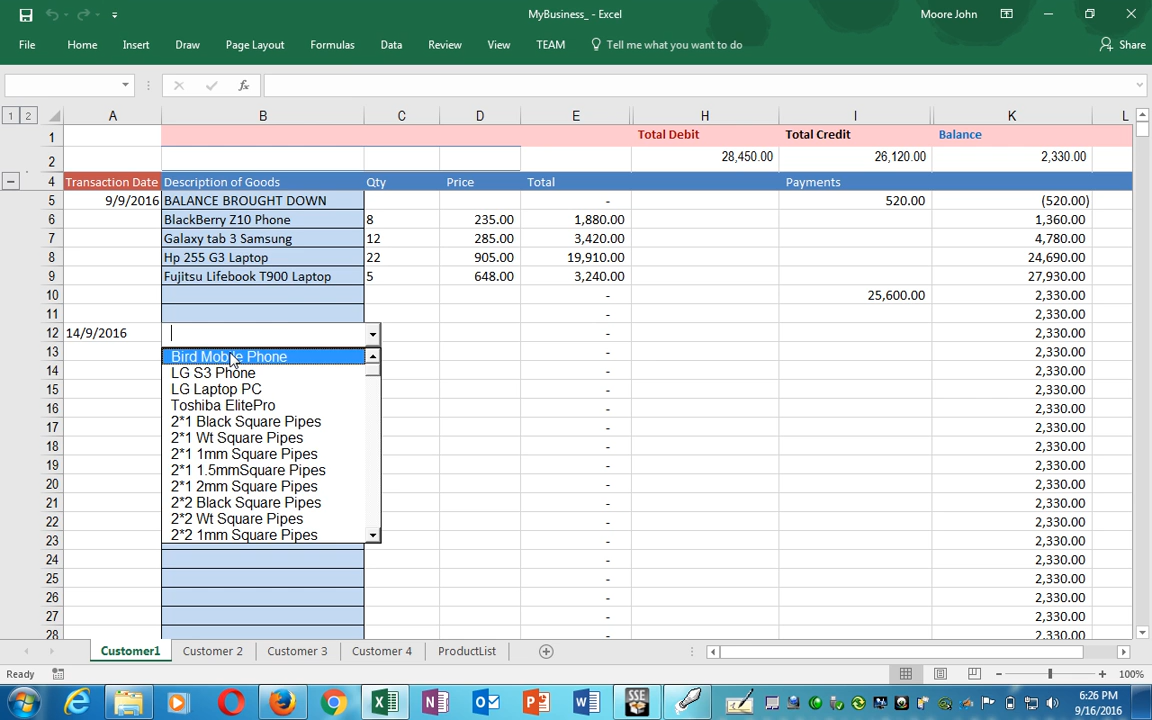 MyBusiness_ - Excel
Moore John
File Home Insert Draw Page Layout Formulas Data Review View TEAM Tell me what you want to do Share
fx
1 2 A B C D E H I K L
1 Total Debit Total Credit Balance
2 28,450.00 26,120.00 2,330.00
4 Transaction Date Description of Goods Qty Price Total Payments
5 9/9/2016 BALANCE BROUGHT DOWN - 520.00 (520.00)
6 BlackBerry Z10 Phone 8 235.00 1,880.00 1,360.00
7 Galaxy tab 3 Samsung 12 285.00 3,420.00 4,780.00
8 Hp 255 G3 Laptop 22 905.00 19,910.00 24,690.00
9 Fujitsu Lifebook T900 Laptop 5 648.00 3,240.00 27,930.00
10 - 25,600.00 2,330.00
11 - 2,330.00
12 14/9/2016 - 2,330.00
13 Bird Mobile Phone - 2,330.00
14 LG S3 Phone - 2,330.00
15 LG Laptop PC - 2,330.00
16 Toshiba ElitePro - 2,330.00
17 2*1 Black Square Pipes - 2,330.00
18 2*1 Wt Square Pipes - 2,330.00
19 2*1 1mm Square Pipes - 2,330.00
2*1 1.5mmSquare Pipes
20 2*1 2mm Square Pipes - 2,330.00
21 2*2 Black Square Pipes - 2,330.00
22 2*2 Wt Square Pipes - 2,330.00
23 2*2 1mm Square Pipes - 2,330.00
24 - 2,330.00
25 - 2,330.00
26 - 2,330.00
27 - 2,330.00
28 - 2,330.00
Customer1 Customer 2 Customer 3 Customer 4 ProductList
Ready 100%
6:26 PM
9/16/2016